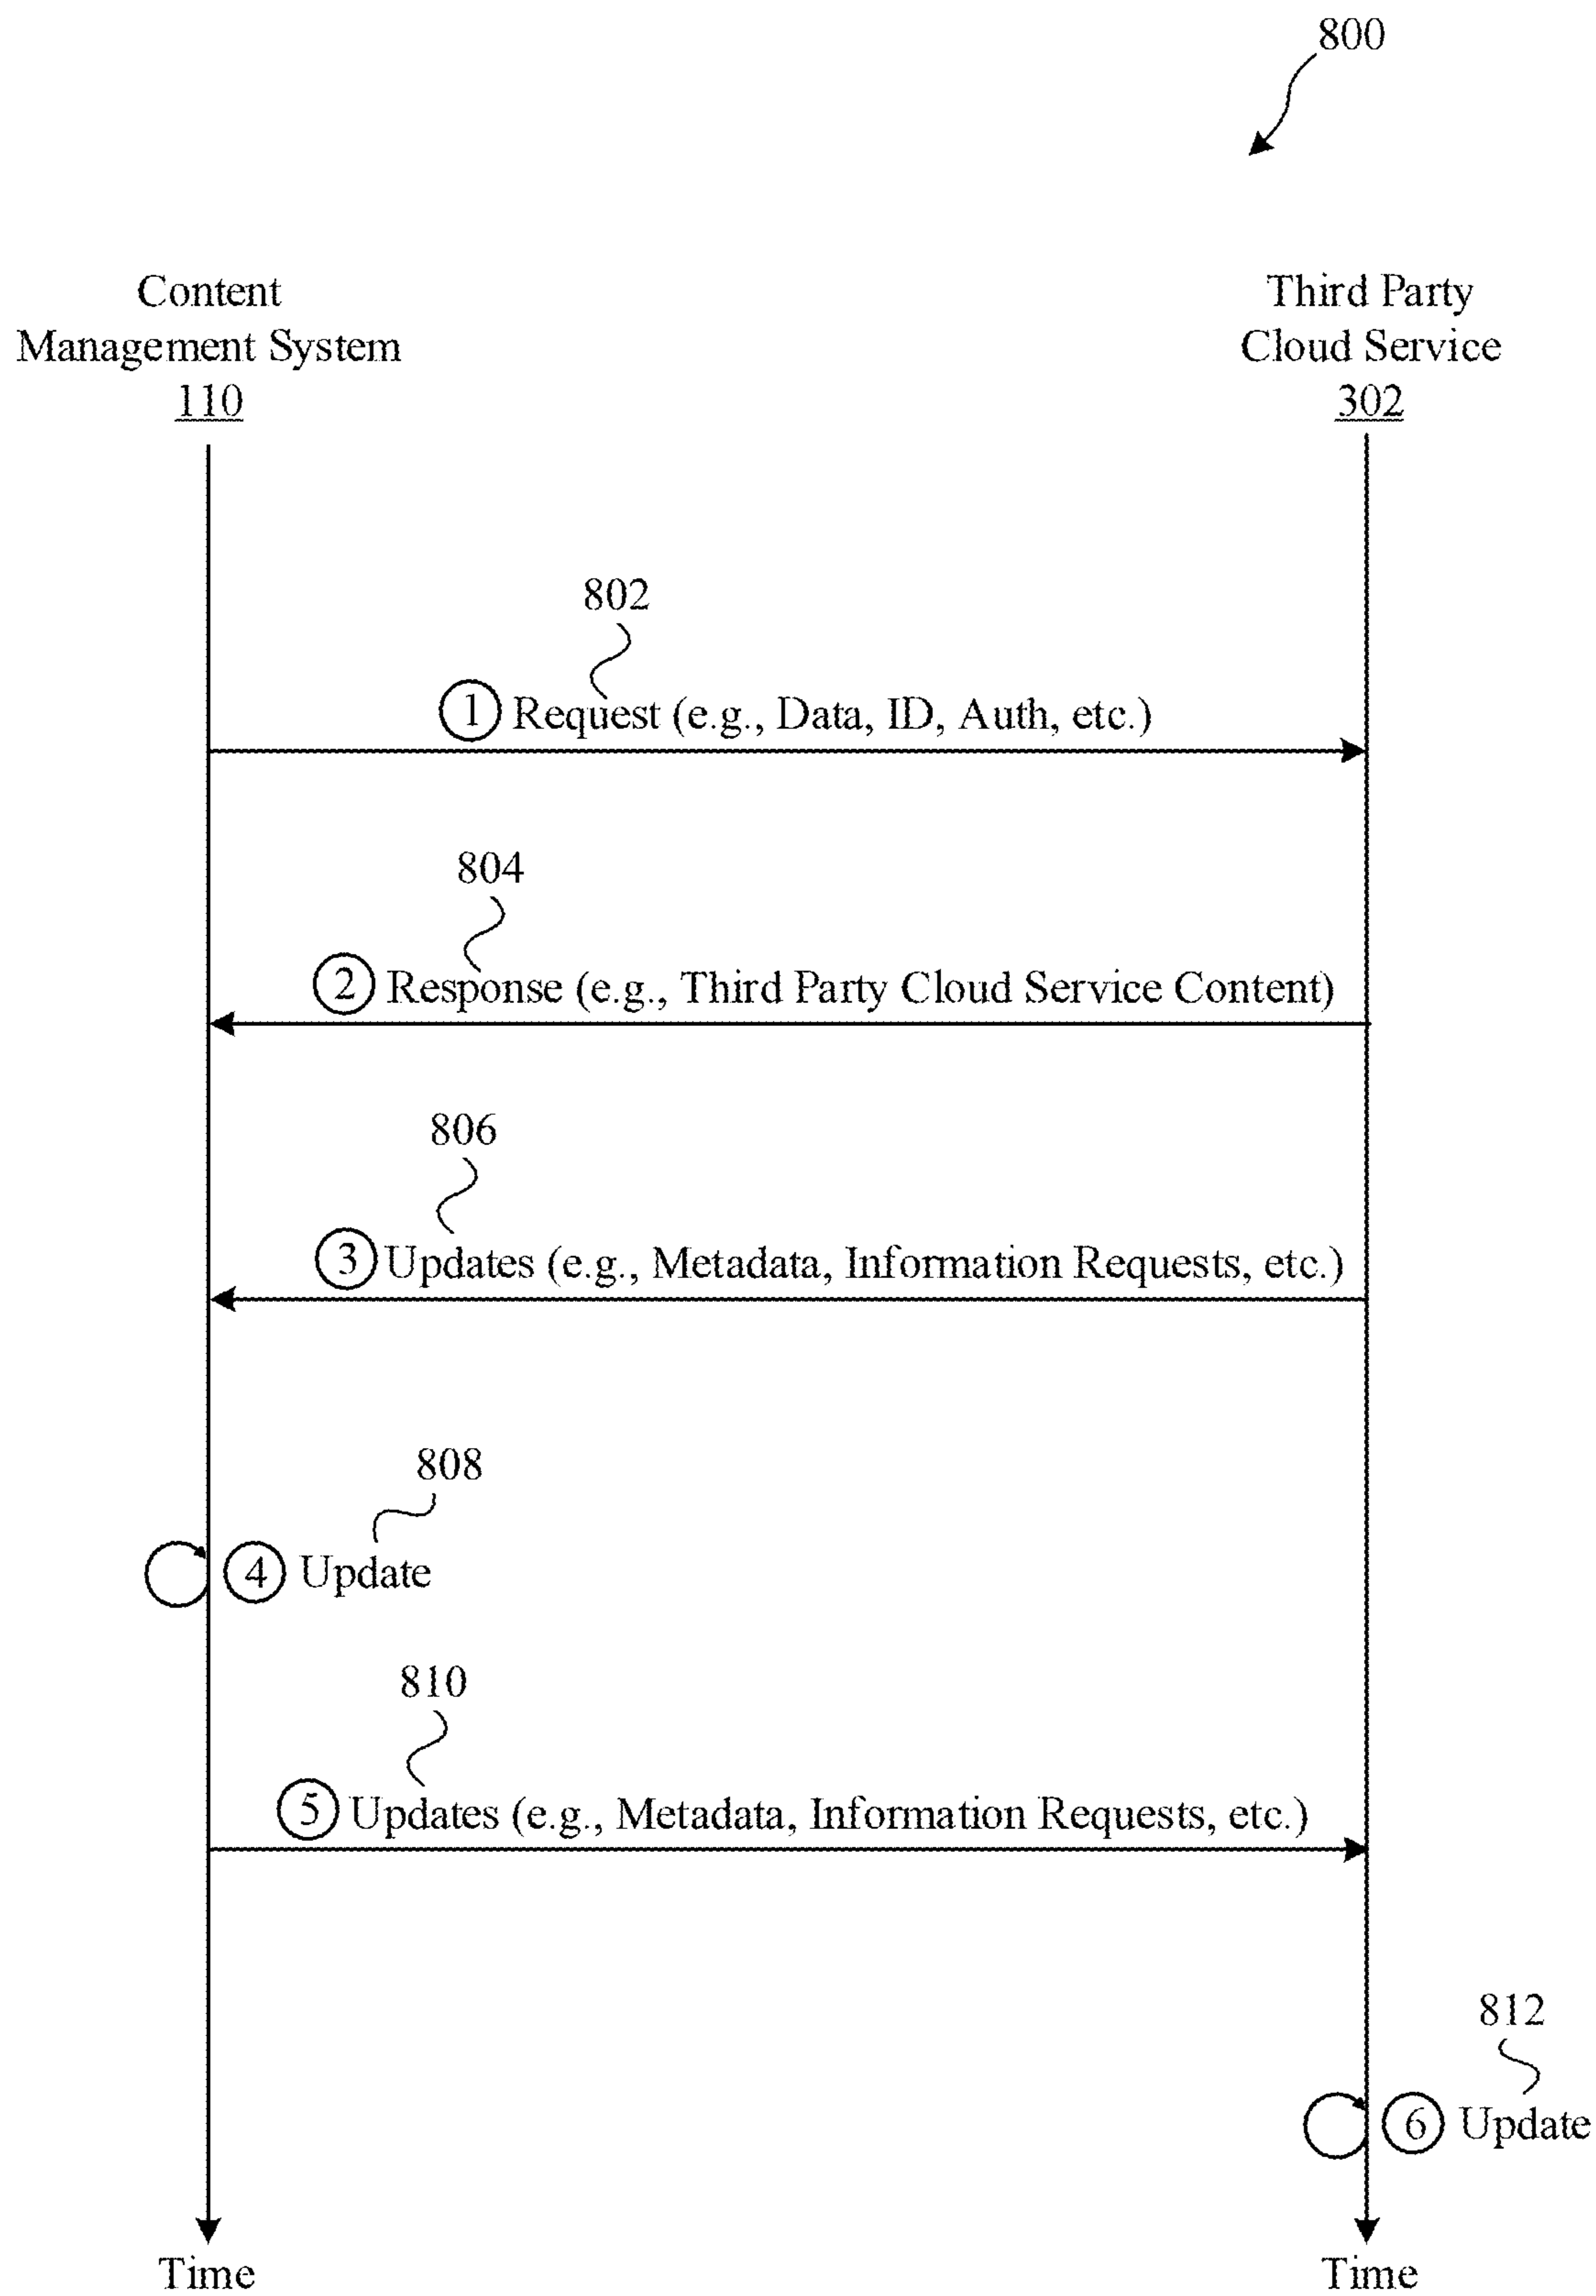 800
Content
Management System
110
Third Party
Cloud Service
302
802
1 Request (e.g., Data, ID, Auth, etc.)
804
2 Response (e.g., Third Party Cloud Service Content)
806
3 Updates (e.g., Metadata, Information Requests, etc.)
808
4 Update
810
5 Updates (e.g., Metadata, Information Requests, etc.)
812
6 Update
Time
Time